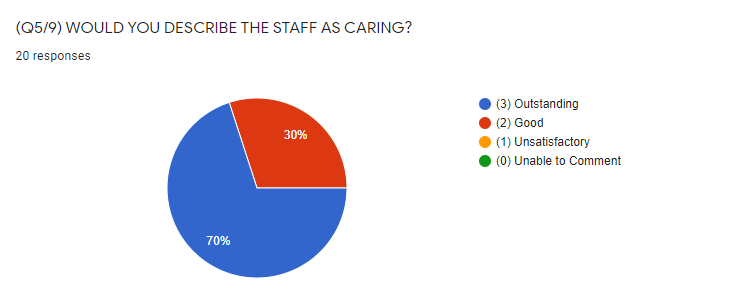 (Q5/9) WOULD YOU DESCRIBE THE STAFF AS CARING?
20 responses
30%
70%
(3) Outstanding
(2) Good
(1) Unsatisfactory
(0) Unable to Comment